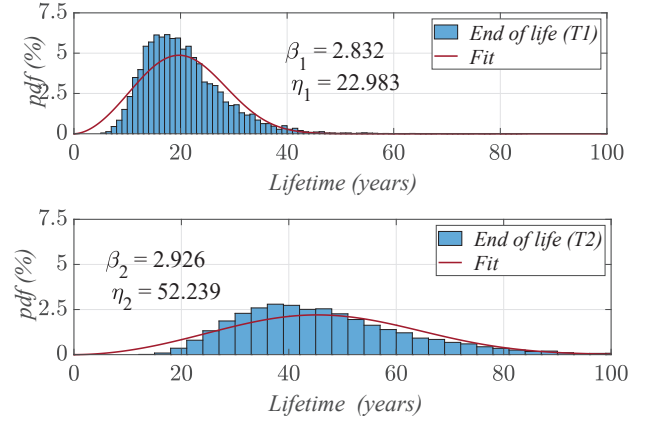 7.5
5
2.5
0
pdf (%)
End of life (T1)
Fit
β1 = 2.832
η1 = 22.983
0 20 40 60 80 100
Lifetime (years)
7.5
5
2.5
0
pdf (%)
End of life (T2)
Fit
β2 = 2.926
η2 = 52.239
0 20 40 60 80 100
Lifetime (years)